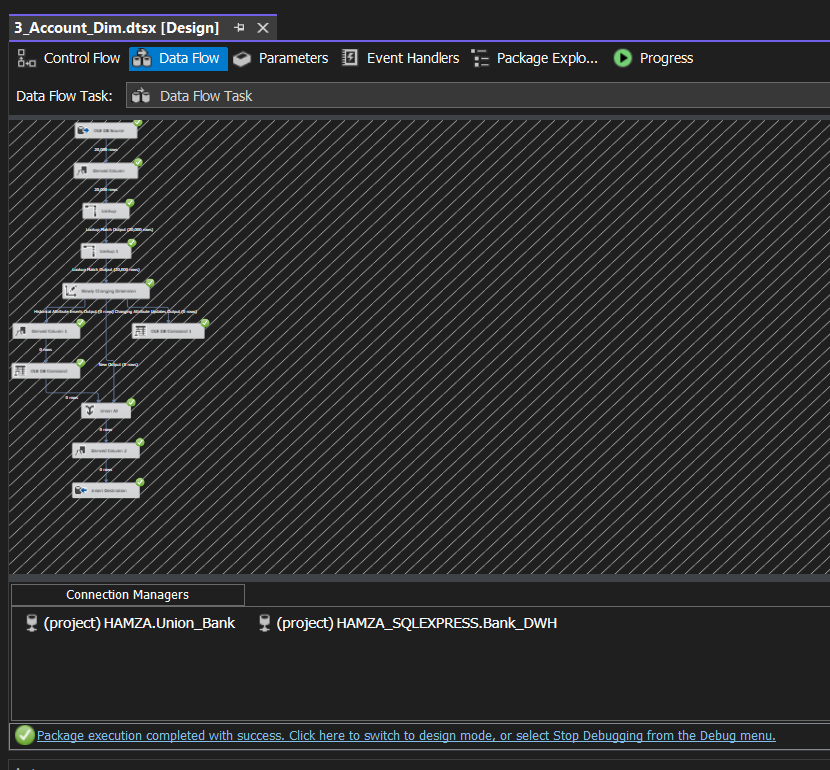 3_Account_Dim.dtsx [Design]
Control Flow Data Flow Parameters Event Handlers Package Explo... Progress
Data Flow Task: Data Flow Task
OLE DB Source
20,000 rows
Derived Column
20,000 rows
Lookup
Lookup Match Output (20,000 rows)
Lookup 1
Lookup Match Output (20,000 rows)
Slowly Changing Dimension
Historical Attribute Inserts Output (0 rows) Changing Attribute Updates Output (0 rows)
Derived Column 1 OLE DB Command 1
0 rows
New Output (0 rows)
OLE DB Command
0 rows
Union All
0 rows
Derived Column 2
0 rows
Insert Destination
Connection Managers
(project) HAMZA.Union_Bank (project) HAMZA_SQLEXPRESS.Bank_DWH
Package execution completed with success. Click here to switch to design mode, or select Stop Debugging from the Debug menu.